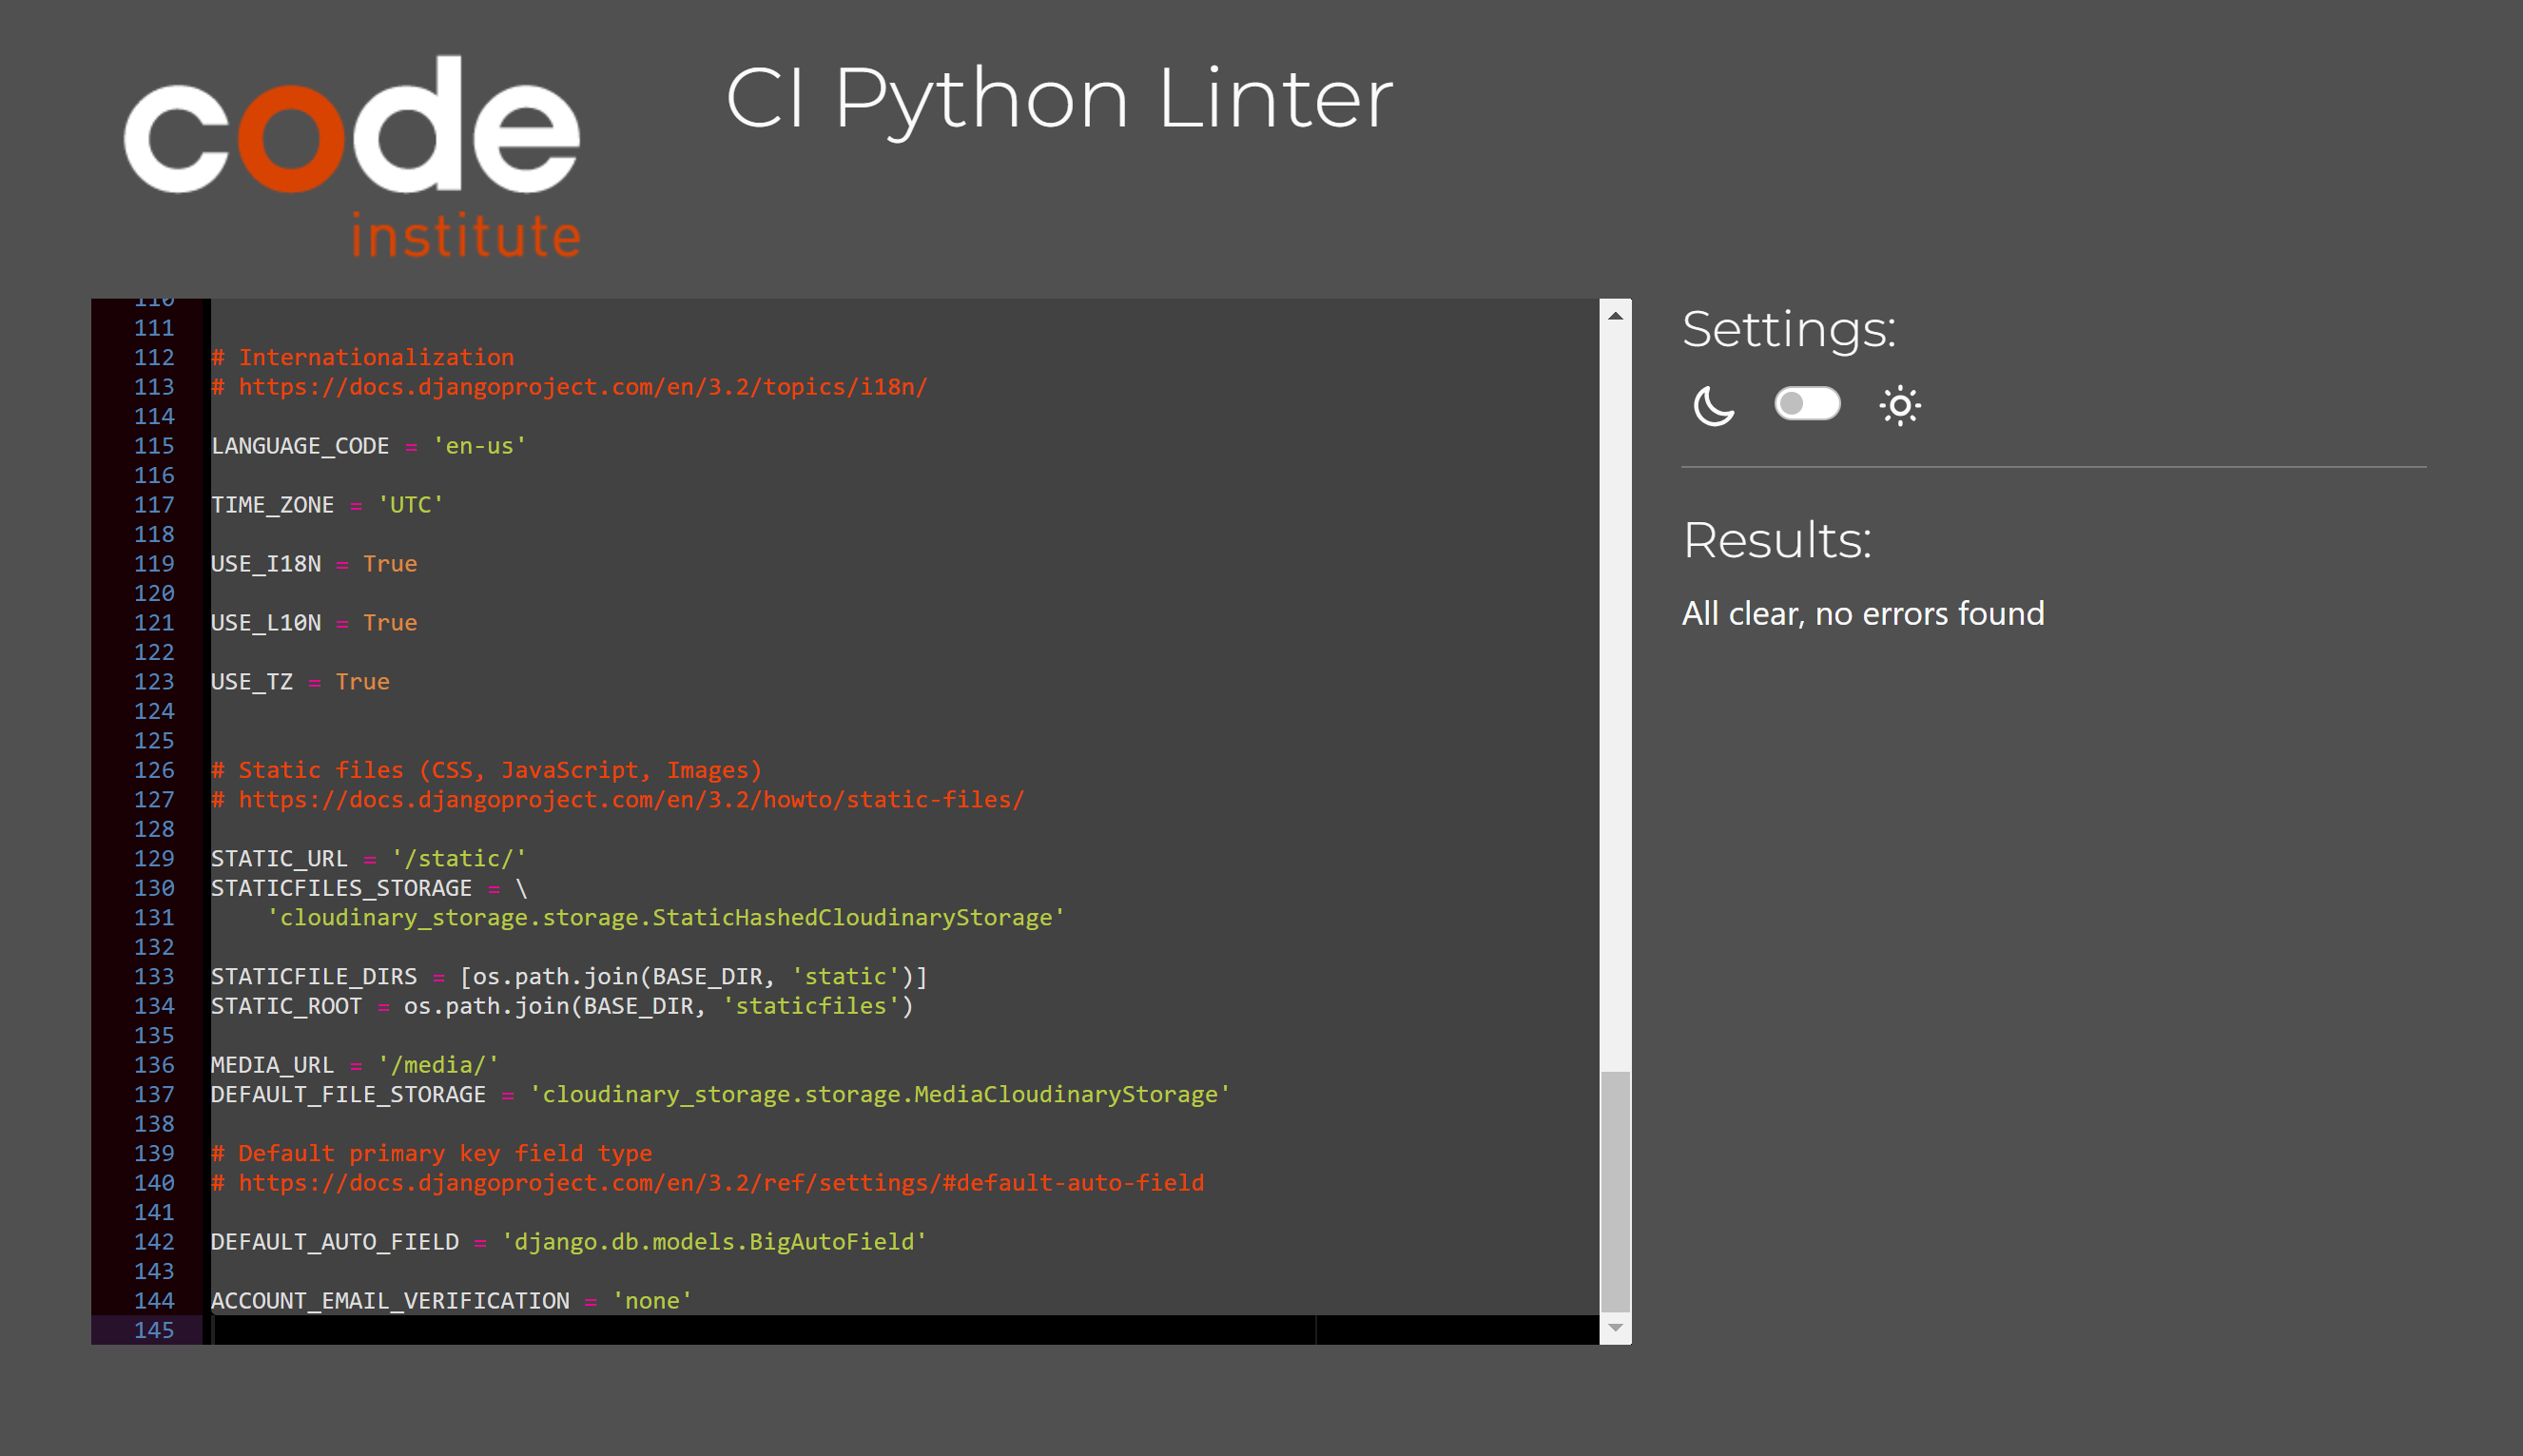 code
institute
CI Python Linter
110
111
112 # Internationalization
113 # https://docs.djangoproject.com/en/3.2/topics/i18n/
114
115 LANGUAGE_CODE = 'en-us'
116
117 TIME_ZONE = 'UTC'
118
119 USE_I18N = True
120
121 USE_L10N = True
122
123 USE_TZ = True
124
125
126 # Static files (CSS, JavaScript, Images)
127 # https://docs.djangoproject.com/en/3.2/howto/static-files/
128
129 STATIC_URL = '/static/'
130 STATICFILES_STORAGE = \
131     'cloudinary_storage.storage.StaticHashedCloudinaryStorage'
132
133 STATICFILE_DIRS = [os.path.join(BASE_DIR, 'static')]
134 STATIC_ROOT = os.path.join(BASE_DIR, 'staticfiles')
135
136 MEDIA_URL = '/media/'
137 DEFAULT_FILE_STORAGE = 'cloudinary_storage.storage.MediaCloudinaryStorage'
138
139 # Default primary key field type
140 # https://docs.djangoproject.com/en/3.2/ref/settings/#default-auto-field
141
142 DEFAULT_AUTO_FIELD = 'django.db.models.BigAutoField'
143
144 ACCOUNT_EMAIL_VERIFICATION = 'none'
145
Settings:
Results:
All clear, no errors found